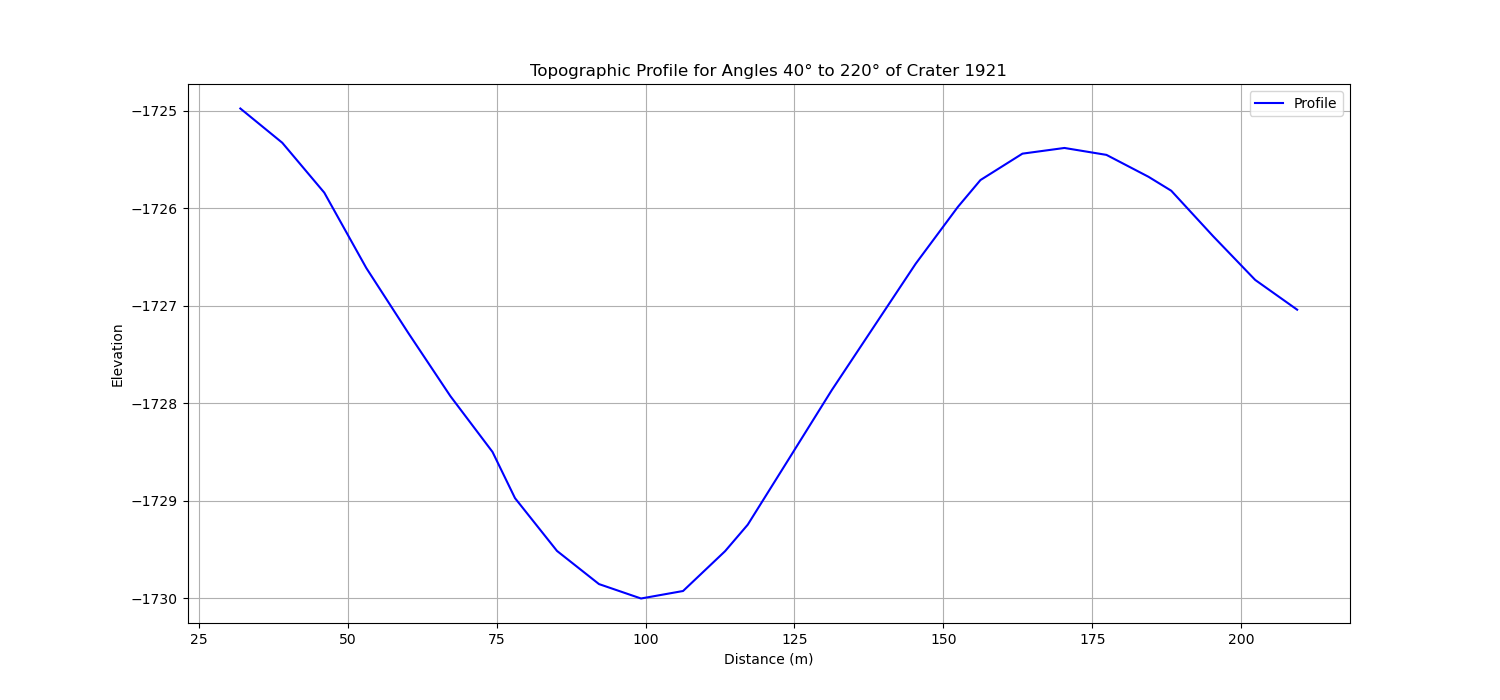 Topographic Profile for Angles 40° to 220° of Crater 1921
Profile
−1725
−1726
−1727
−1728
−1729
−1730
Elevation
25 50 75 100 125 150 175 200
Distance (m)